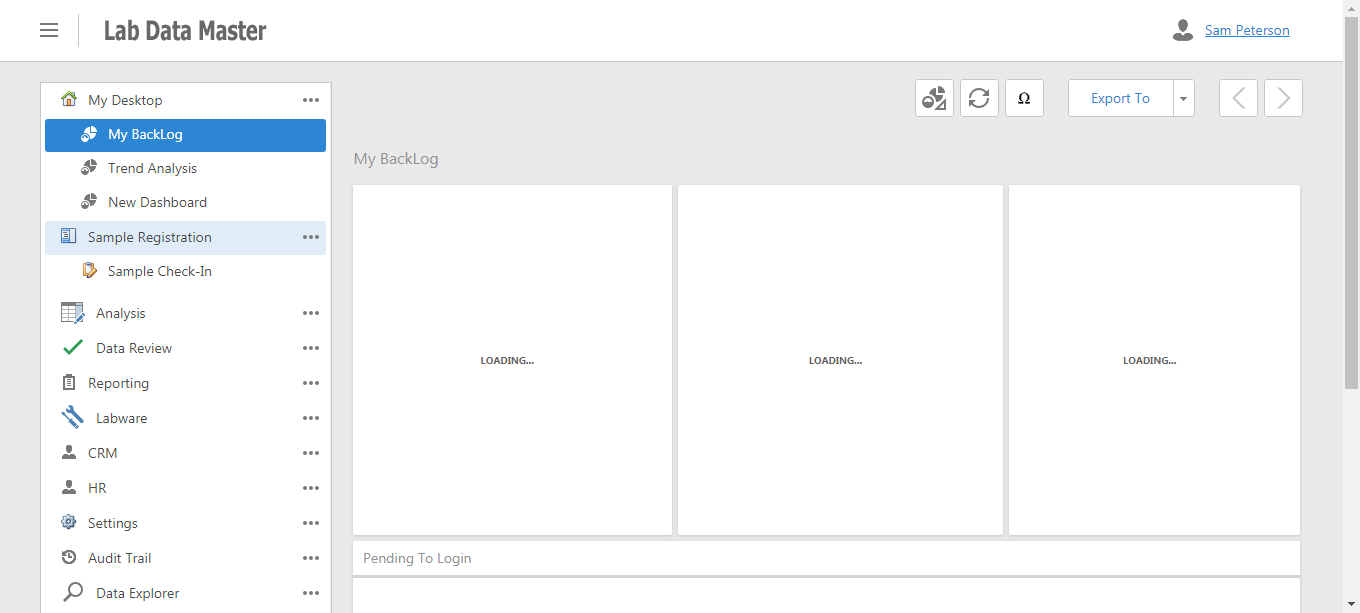 Lab Data Master
Sam Peterson
My Desktop
My BackLog
Trend Analysis
New Dashboard
Sample Registration
Sample Check-In
Analysis
Data Review
Reporting
Labware
CRM
HR
Settings
Audit Trail
Data Explorer
Ω
Export To
My BackLog
LOADING...
LOADING...
LOADING...
Pending To Login